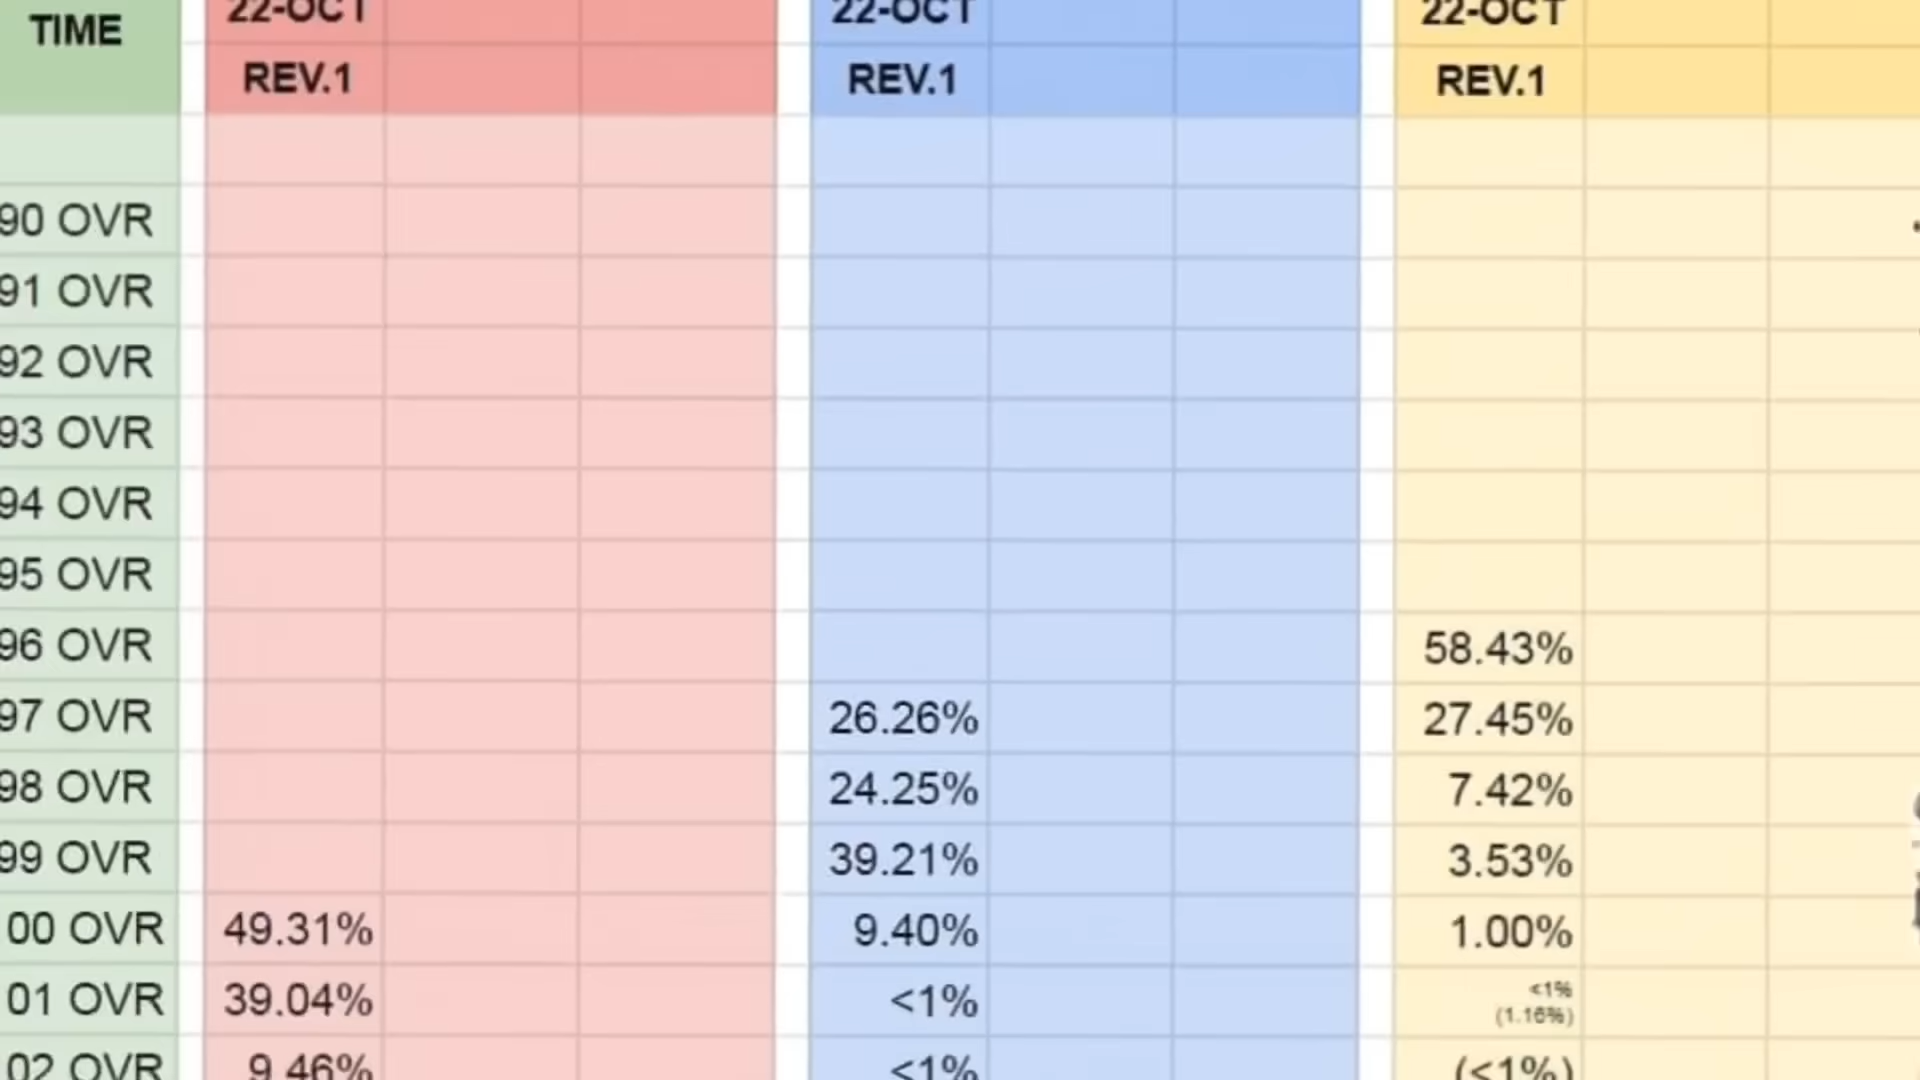 TIME 22-OCT 22-OCT 22-OCT
REV.1 REV.1 REV.1
90 OVR
91 OVR
92 OVR
93 OVR
94 OVR
95 OVR
96 OVR 58.43%
97 OVR 26.26% 27.45%
98 OVR 24.25% 7.42%
99 OVR 39.21% 3.53%
00 OVR 49.31% 9.40% 1.00%
01 OVR 39.04% <1% <1%
(1.16%)
02 OVR 9.46% <1% (<1%)